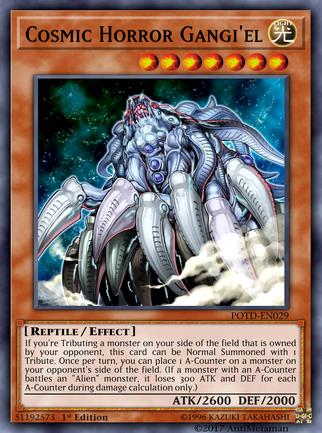 COSMIC HORROR GANGI'EL
LIGHT
光
POTD-EN029
[ REPTILE / EFFECT ]
If you're Tributing a monster on your side of the field that is owned
by your opponent, this card can be Normal Summoned with 1
Tribute. Once per turn, you can place 1 A-Counter on a monster on
your opponent's side of the field. (If a monster with an A-Counter
battles an "Alien" monster, it loses 300 ATK and DEF for each
A-Counter during damage calculation only.)
ATK/2600 DEF/2000
51192573 1st Edition ©1996 KAZUKI TAKAHASHI
©2017 AntiMetaman